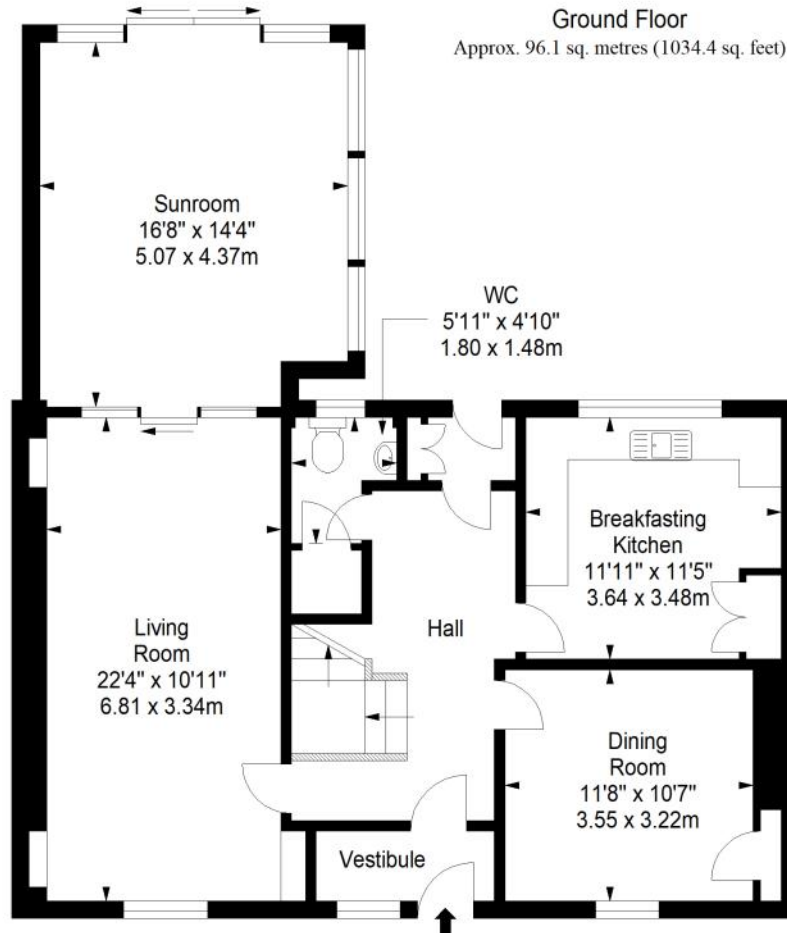 Ground Floor
Approx. 96.1 sq. metres (1034.4 sq. feet)
Sunroom
16'8" x 14'4"
5.07 x 4.37m
WC
5'11" x 4'10"
1.80 x 1.48m
Breakfasting
Kitchen
11'11" x 11'5"
3.64 x 3.48m
Living
Room
22'4" x 10'11"
6.81 x 3.34m
Hall
Dining
Room
11'8" x 10'7"
3.55 x 3.22m
Vestibule